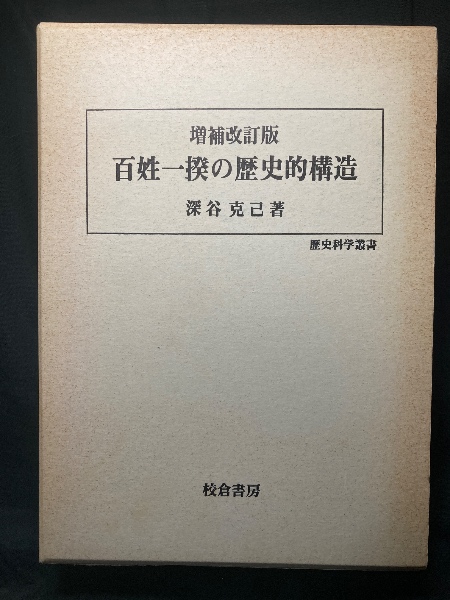 増補改訂版
百姓一揆の歴史的構造
深谷克己著
歴史科学叢書
校倉書房